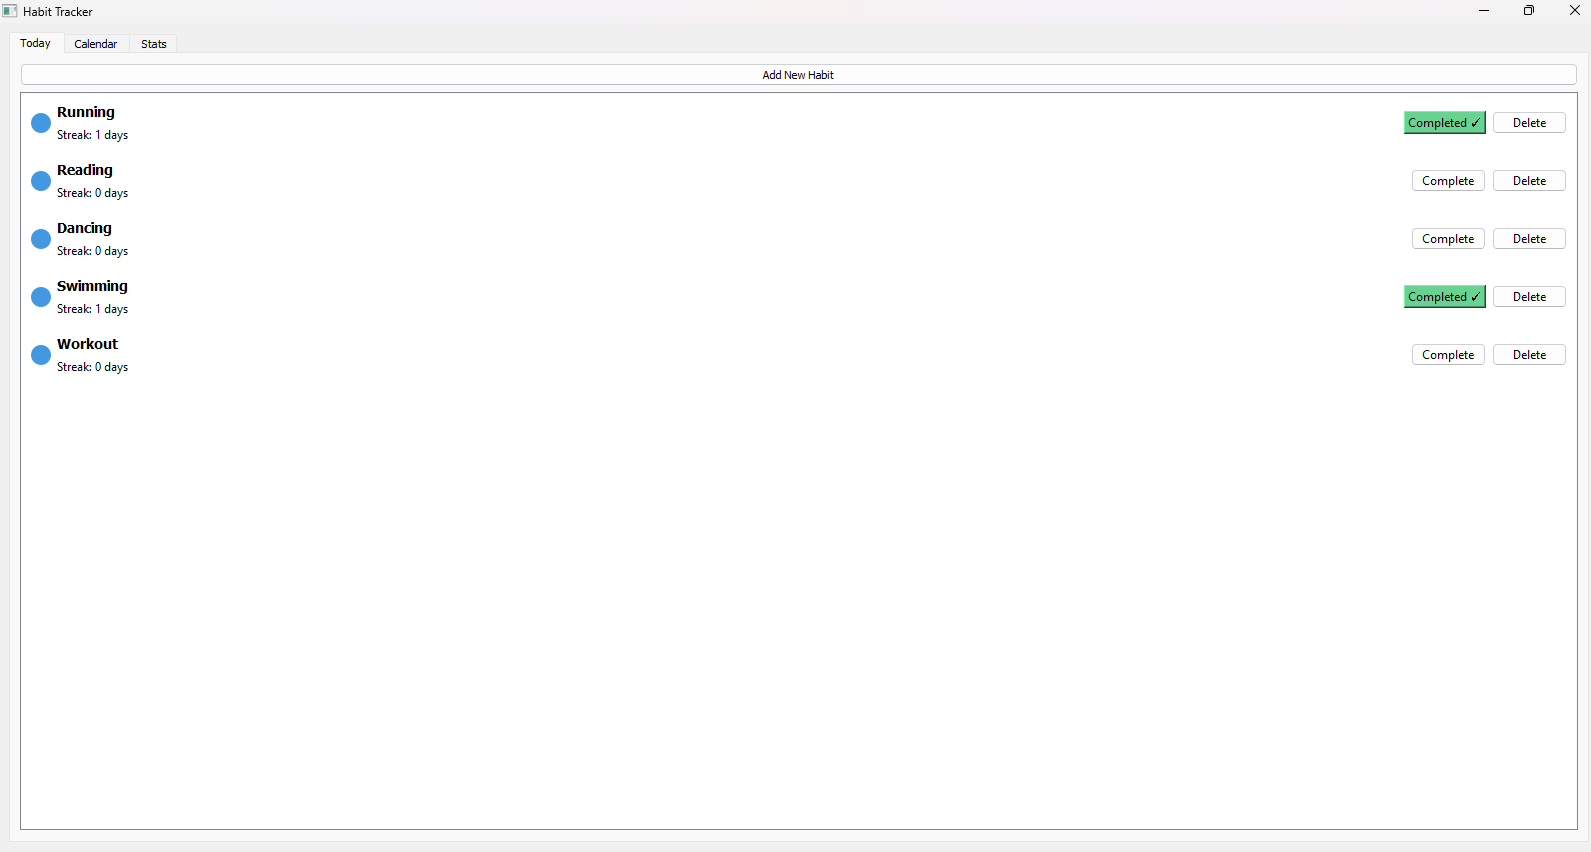 Habit Tracker
Today Calendar Stats
Add New Habit
Running
Streak: 1 days
Completed ✓ Delete
Reading
Streak: 0 days
Complete Delete
Dancing
Streak: 0 days
Complete Delete
Swimming
Streak: 1 days
Completed ✓ Delete
Workout
Streak: 0 days
Complete Delete